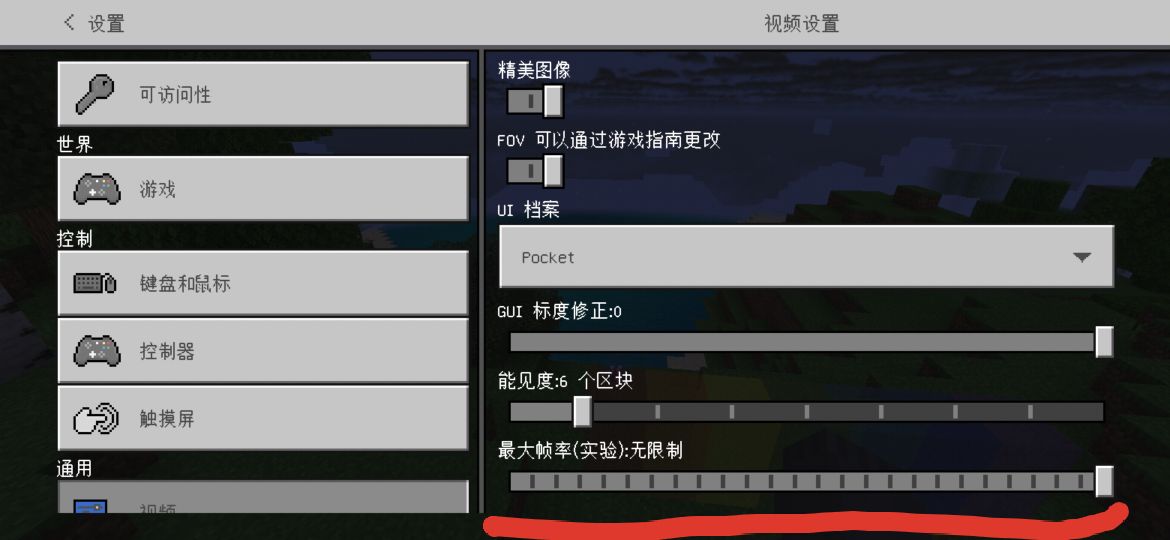 设置
视频设置
可访问性
世界
游戏
控制
键盘和鼠标
控制器
触摸屏
通用
视频
精美图像
FOV 可以通过游戏指南更改
UI 档案
Pocket
GUI 标度修正:0
能见度:6 个区块
最大帧率(实验):无限制